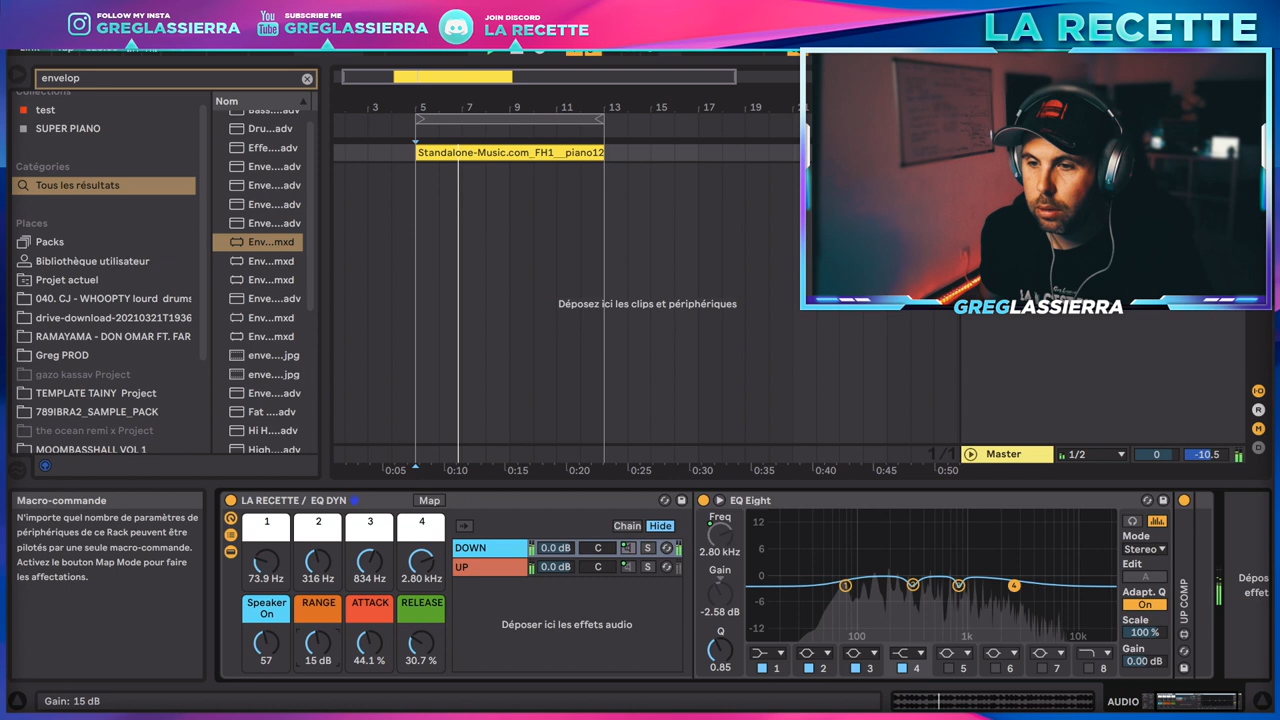 FOLLOW MY INSTA
GREGLASSIERRA
You Tube
SUBSCRIBE ME
GREGLASSIERRA
JOIN DISCORD
LA RECETTE
LA RECETTE
envelop
Collections
test
SUPER PIANO
Catégories
Tous les résultats
Places
Packs
Bibliothèque utilisateur
Projet actuel
040. CJ - WHOOPTY lourd drums
drive-download-20210321T1936
RAMAYAMA - DON OMAR FT. FAR
Greg PROD
gazo kassav Project
TEMPLATE TAINY Project
789IBRA2_SAMPLE_PACK
the ocean remi x Project
MOOMBASSHALL VOL 1
Nom
Bass....adv
Dru...adv
Effe...adv
Enve...adv
Enve...adv
Enve...adv
Enve...adv
Env...mxd
Env...mxd
Env...mxd
Enve...adv
Env...mxd
Env...mxd
enve...jpg
enve...jpg
Enve...adv
Fat ....adv
Hi H...adv
High...adv
3 5 7 9 11 13 15 17 19
Standalone-Music.com_FH1__piano12
Déposez ici les clips et périphériques
GREGLASSIERRA
I·O
R
M
D
1/1
Master
1/2
0
-10.5
0:05 0:10 0:15 0:20 0:25 0:30 0:35 0:40 0:45 0:50
Macro-commande
N'importe quel nombre de paramètres de
périphériques de ce Rack peuvent être
pilotés par une seule macro-commande.
Activez le bouton Map Mode pour faire
les affectations.
LA RECETTE / EQ DYN
Map
1 2 3 4
73.9 Hz 316 Hz 834 Hz 2.80 kHz
Speaker On
RANGE
ATTACK
RELEASE
57 15 dB 44.1 % 30.7 %
Chain
Hide
DOWN 0.0 dB C S
UP 0.0 dB C S
Déposer ici les effets audio
EQ Eight
Freq
2.80 kHz
Gain
-2.58 dB
Q
0.85
12
6
0
-6
-12
1 4
100 1k 10k
1 2 3 4 5 6 7 8
Mode
Stereo
Edit
A
Adapt. Q
On
Scale
100 %
Gain
0.00 dB
UP COMP
Dépos
effet
Gain: 15 dB
AUDIO